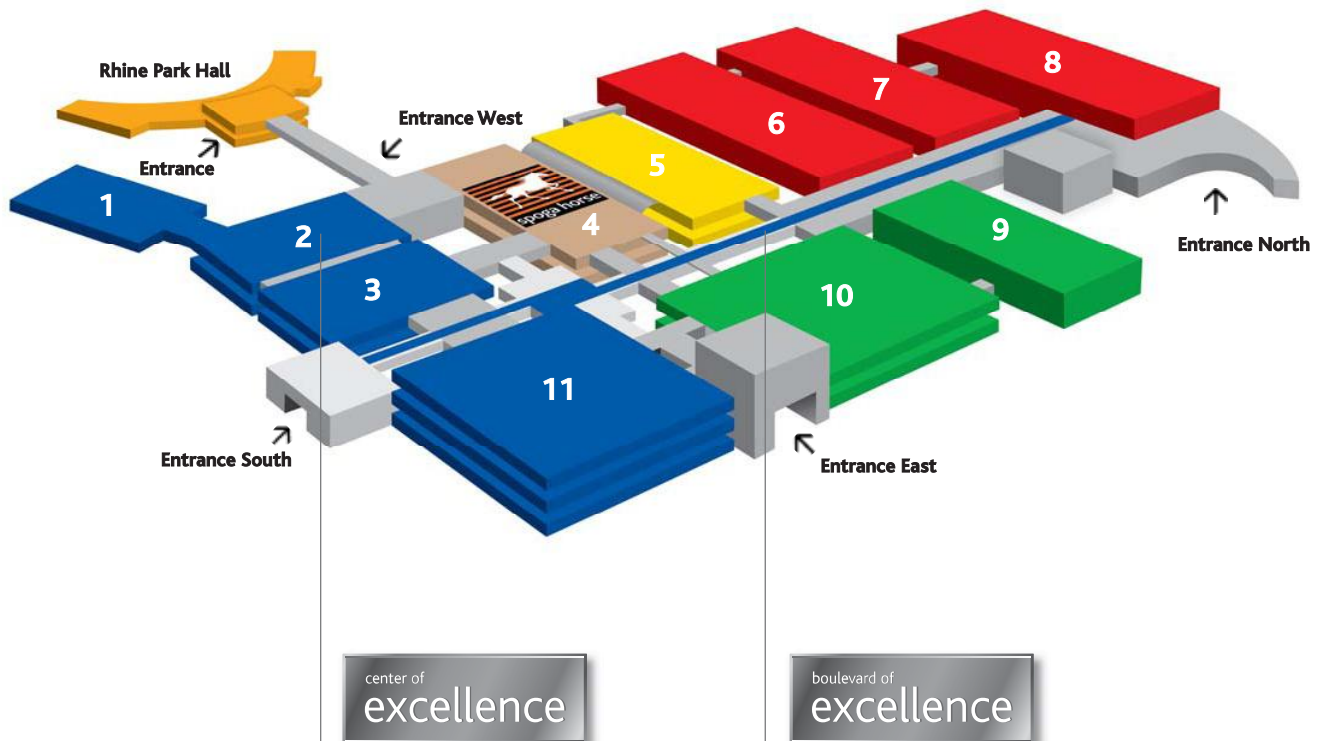 Rhine Park Hall
Entrance
Entrance West
1
2
3
spoga horse
4
5
6
7
8
9
10
11
Entrance North
Entrance South
Entrance East
center of
excellence
boulevard of
excellence